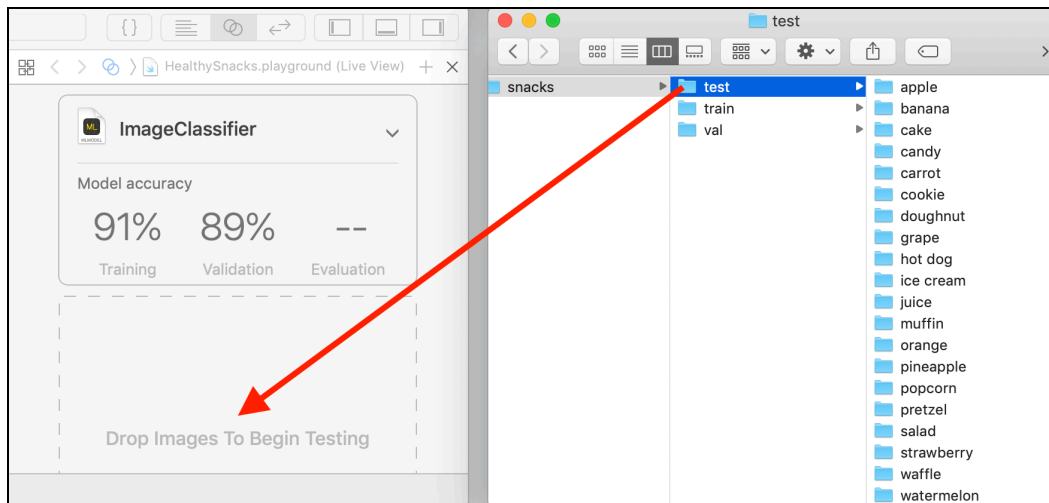 HealthySnacks.playground (Live View)
ML
MLMODEL
ImageClassifier
Model accuracy
91% 89% --
Training Validation Evaluation
Drop Images To Begin Testing
test
snacks
test
train
val
apple
banana
cake
candy
carrot
cookie
doughnut
grape
hot dog
ice cream
juice
muffin
orange
pineapple
popcorn
pretzel
salad
strawberry
waffle
watermelon